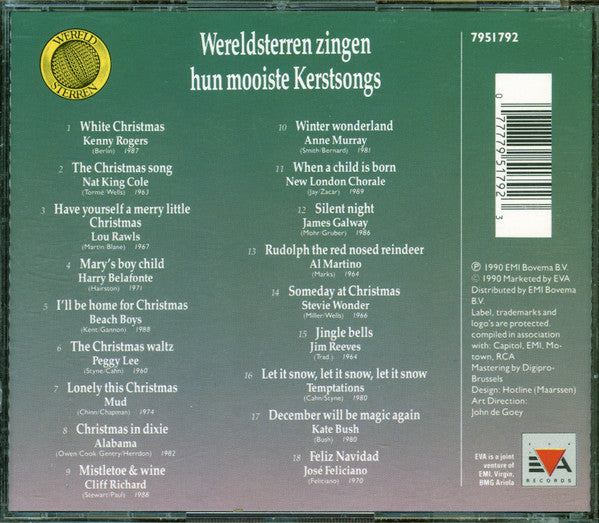 WERELD
STERREN
Wereldsterren zingen
hun mooiste Kerstsongs
1 White Christmas
Kenny Rogers
(Berlin) 1987
2 The Christmas song
Nat King Cole
(Tormé/Wells) 1963
3 Have yourself a merry little
Christmas
Lou Rawls
(Martin Blane) 1967
4 Mary's boy child
Harry Belafonte
(Hairston) 1971
5 I'll be home for Christmas
Beach Boys
(Kent/Gannon) 1988
6 The Christmas waltz
Peggy Lee
(Styne/Cahn) 1960
7 Lonely this Christmas
Mud
(Chinn/Chapman) 1974
8 Christmas in dixie
Alabama
(Owen Cook/Gentry/Herndon) 1982
9 Mistletoe & wine
Cliff Richard
(Stewart/Paul) 1988
10 Winter wonderland
Anne Murray
(Smith/Bernard) 1981
11 When a child is born
New London Chorale
(Jay/Zacar) 1989
12 Silent night
James Galway
(Mohr/Gruber) 1986
13 Rudolph the red nosed reindeer
Al Martino
(Marks) 1964
14 Someday at Christmas
Stevie Wonder
(Miller/Wells) 1966
15 Jingle bells
Jim Reeves
(Trad.) 1964
16 Let it snow, let it snow, let it snow
Temptations
(Cahn/Styne) 1980
17 December will be magic again
Kate Bush
(Bush) 1980
18 Feliz Navidad
José Feliciano
(Feliciano) 1970
7951792
0 77779 51792 3
℗ 1990 EMI Bovema B.V.
© 1990 Marketed by EVA
Distributed by EMI Bovema
B.V.
Label, trademarks and
logo's are protected.
compiled in association
with: Capitol, EMI, Mo-
town, RCA
Mastering by Digipro-
Brussels
Design: Hotline (Maarssen)
Art Direction:
John de Goey
EVA is a joint
venture of
EMI, Virgin,
BMG Ariola
EVA
RECORDS